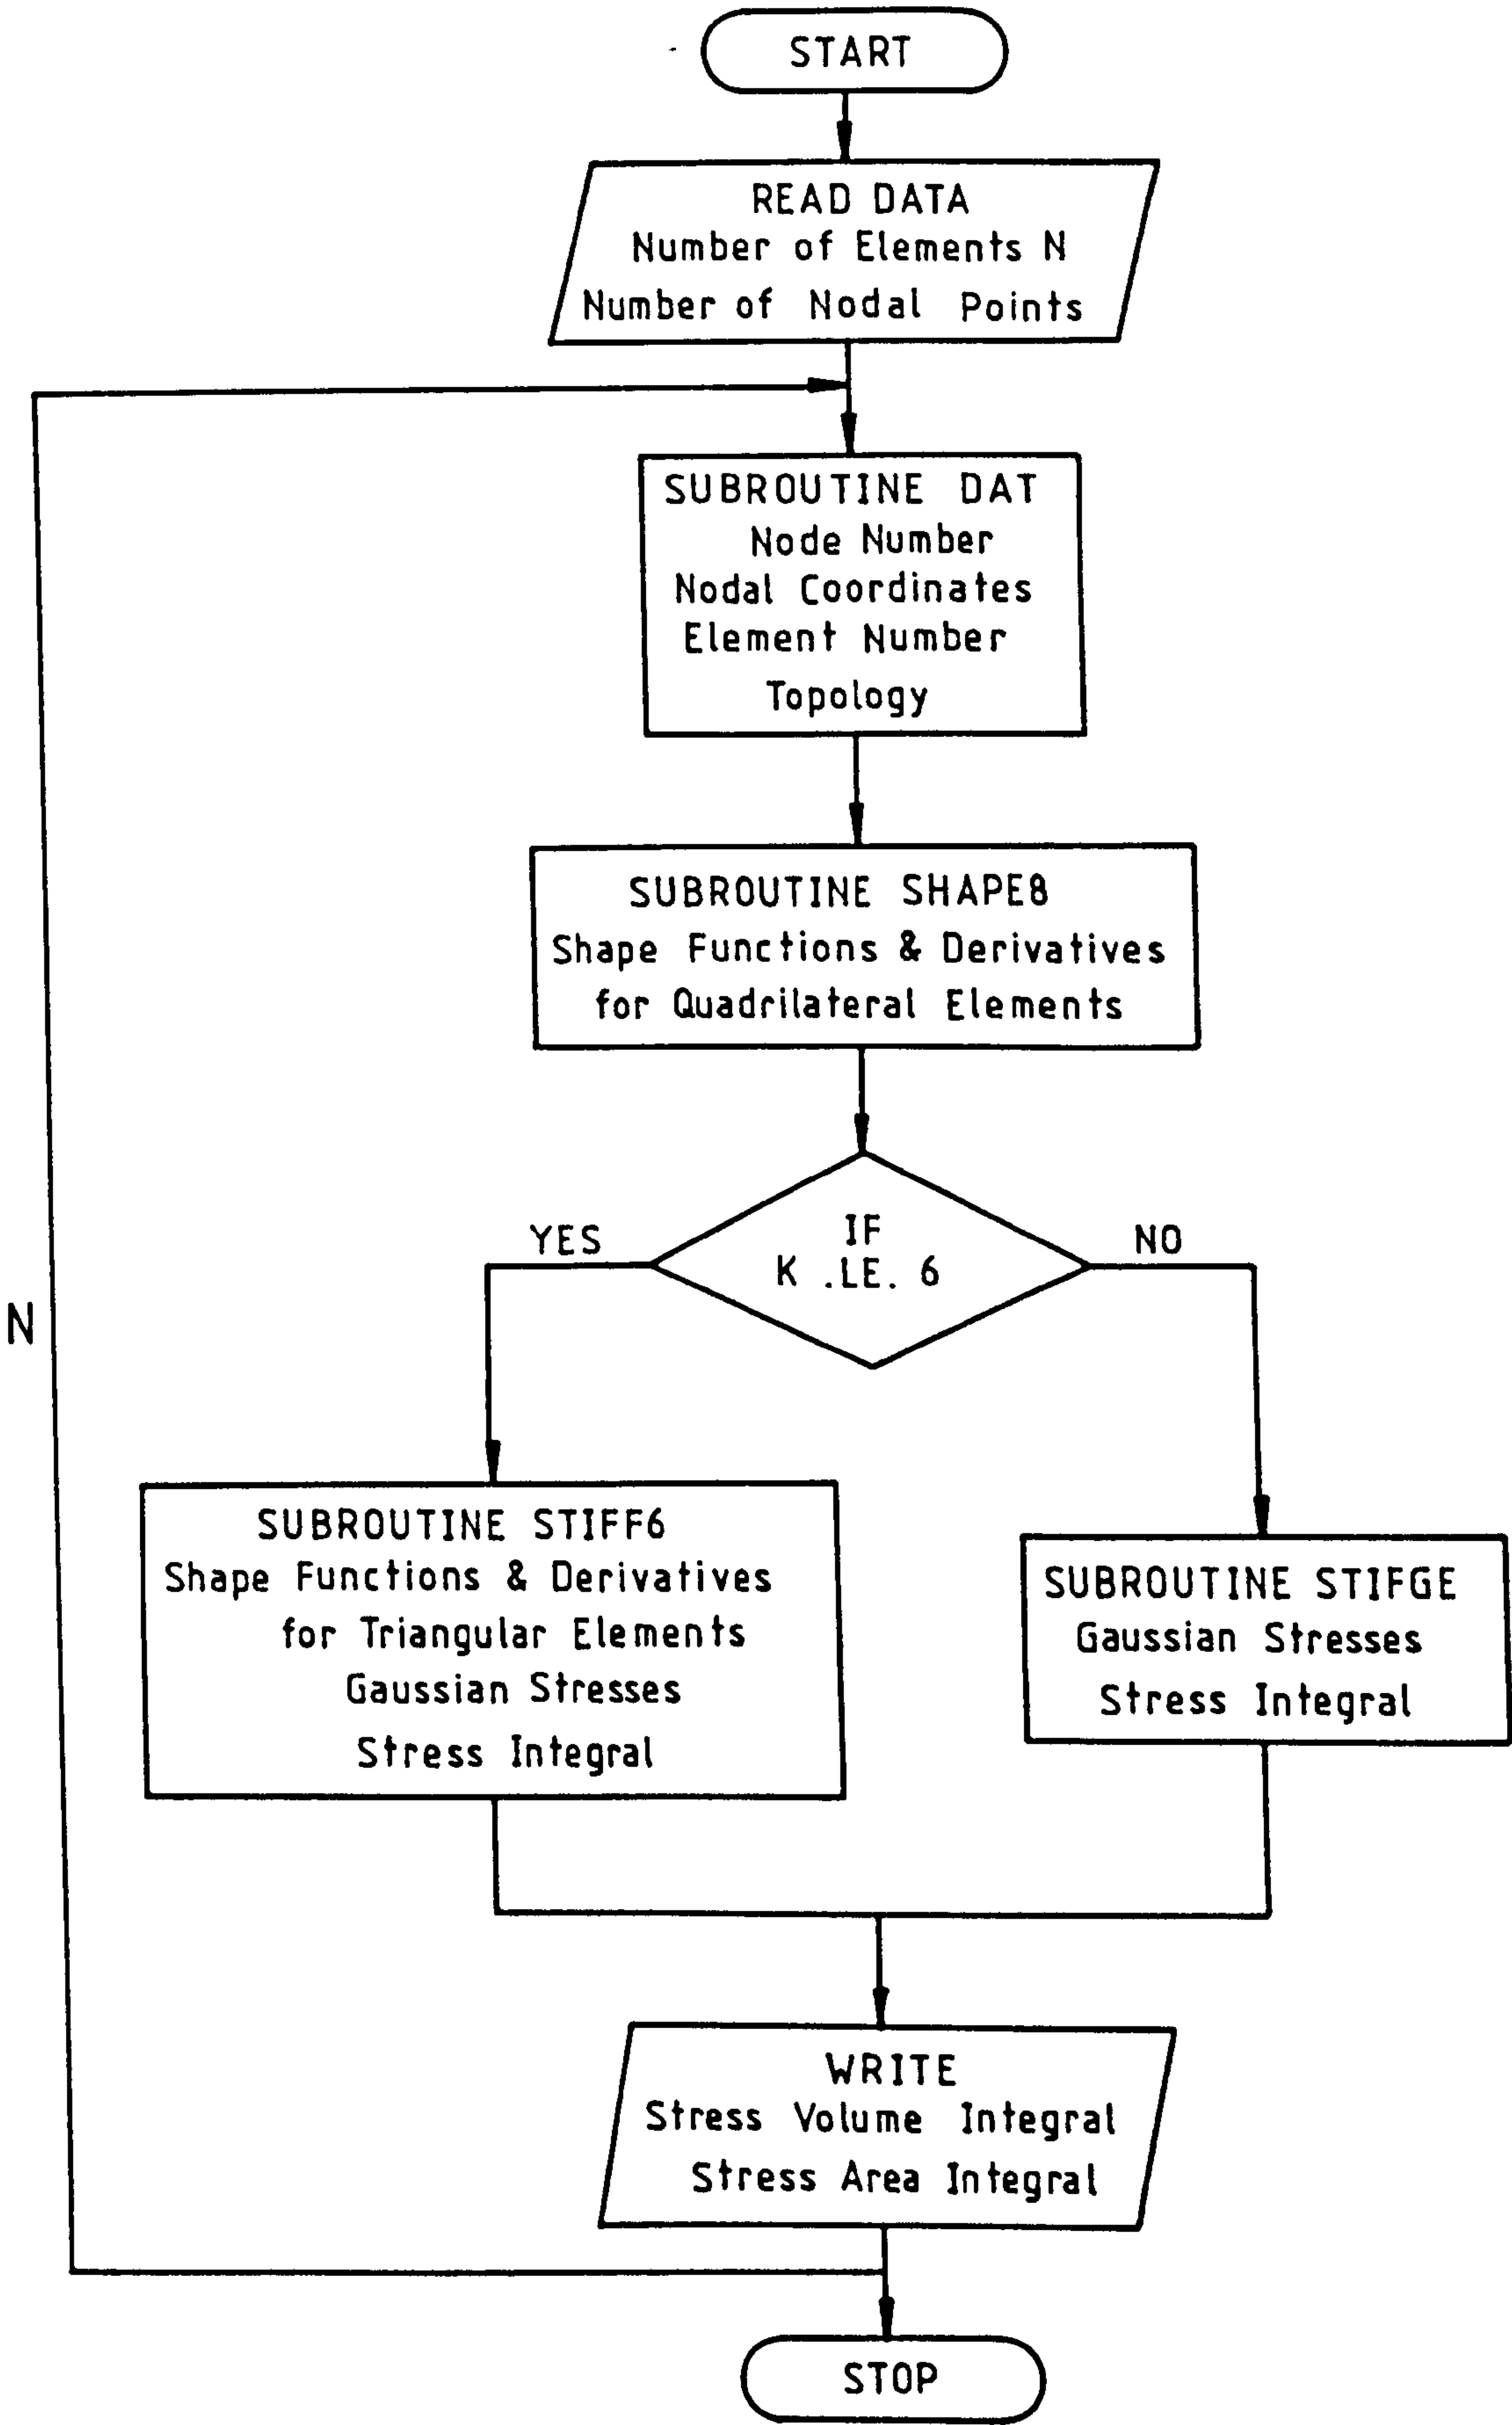 START
READ DATA
Number of Elements N
Number of Nodal Points
SUBROUTINE DAT
Node Number
Nodal Coordinates
Element Number
Topology
SUBROUTINE SHAPE8
Shape Functions & Derivatives
for Quadrilateral Elements
IF
K .LE. 6
YES
NO
N
SUBROUTINE STIFF6
Shape Functions & Derivatives
for Triangular Elements
Gaussian Stresses
Stress Integral
SUBROUTINE STIFGE
Gaussian Stresses
Stress Integral
WRITE
Stress Volume Integral
Stress Area Integral
STOP